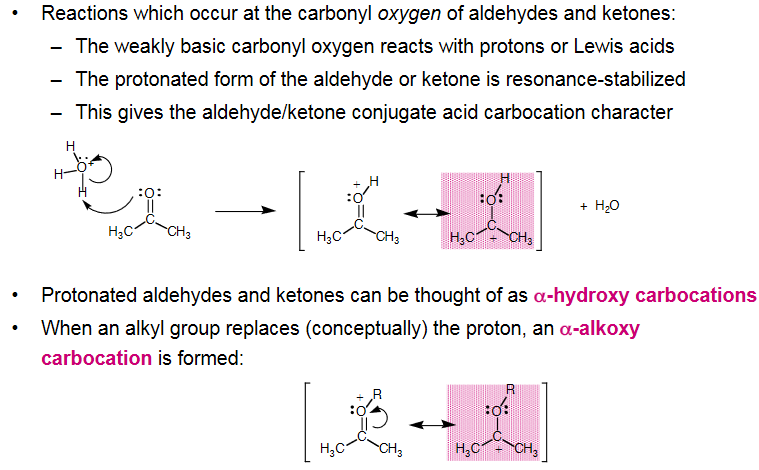 • Reactions which occur at the carbonyl oxygen of aldehydes and ketones:
– The weakly basic carbonyl oxygen reacts with protons or Lewis acids
– The protonated form of the aldehyde or ketone is resonance-stabilized
– This gives the aldehyde/ketone conjugate acid carbocation character
H
H O +
H
:O:
C
H₃C CH₃
+ H
:O
C
H₃C CH₃
H
:O:
C
H₃C + CH₃
+ H₂O
• Protonated aldehydes and ketones can be thought of as α-hydroxy carbocations
• When an alkyl group replaces (conceptually) the proton, an α-alkoxy
carbocation is formed:
+ R
:O
C
H₃C CH₃
R
:O:
C
H₃C + CH₃